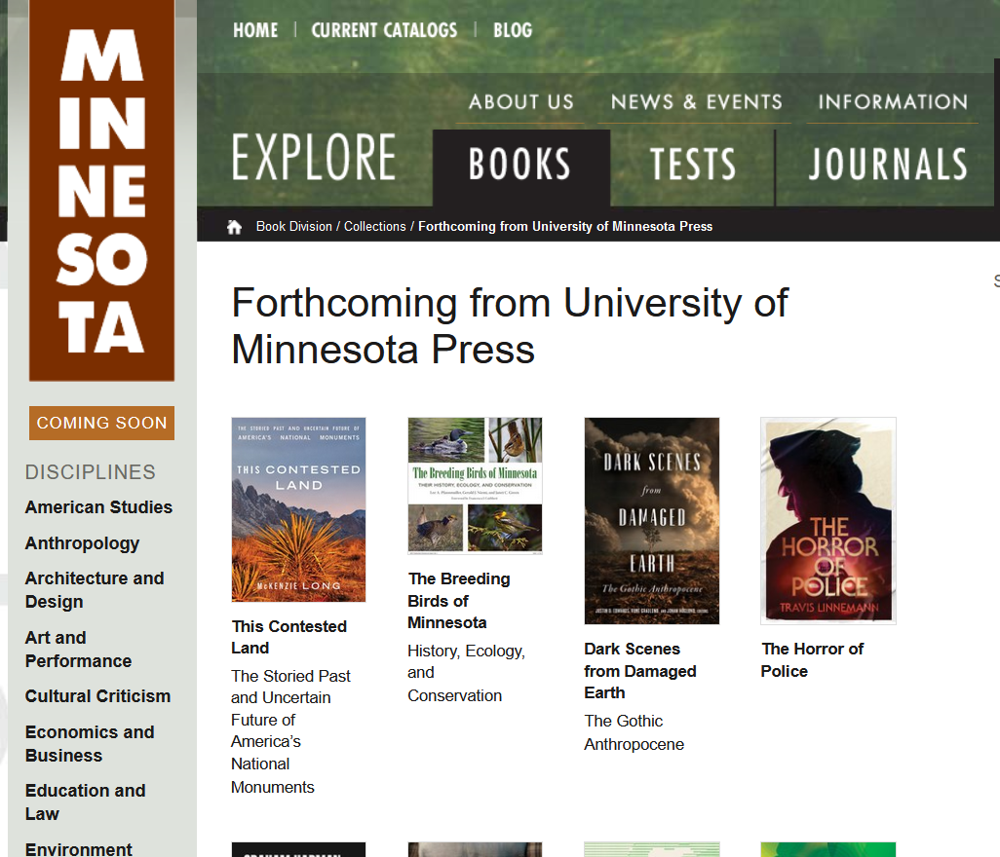 M
IN
NE
SO
TA
HOME | CURRENT CATALOGS | BLOG
ABOUT US NEWS & EVENTS INFORMATION
EXPLORE BOOKS TESTS JOURNALS
Book Division / Collections / Forthcoming from University of Minnesota Press
Forthcoming from University of
Minnesota Press
COMING SOON
DISCIPLINES
American Studies
Anthropology
Architecture and
Design
Art and
Performance
Cultural Criticism
Economics and
Business
Education and
Law
Environment
THE STORIED PAST AND UNCERTAIN FUTURE OF
AMERICA'S NATIONAL MONUMENTS
THIS CONTESTED
LAND
McKENZIE LONG
This Contested
Land
The Storied Past
and Uncertain
Future of
America’s
National
Monuments
The Breeding Birds of Minnesota
THEIR HISTORY, ECOLOGY, AND CONSERVATION
The Breeding
Birds of
Minnesota
History, Ecology,
and
Conservation
DARK SCENES
from
DAMAGED
EARTH
The Gothic Anthropocene
Dark Scenes
from Damaged
Earth
The Gothic
Anthropocene
THE
HORROR
OF
POLICE
TRAVIS LINNEMANN
The Horror of
Police
GRAHAM HARMAN